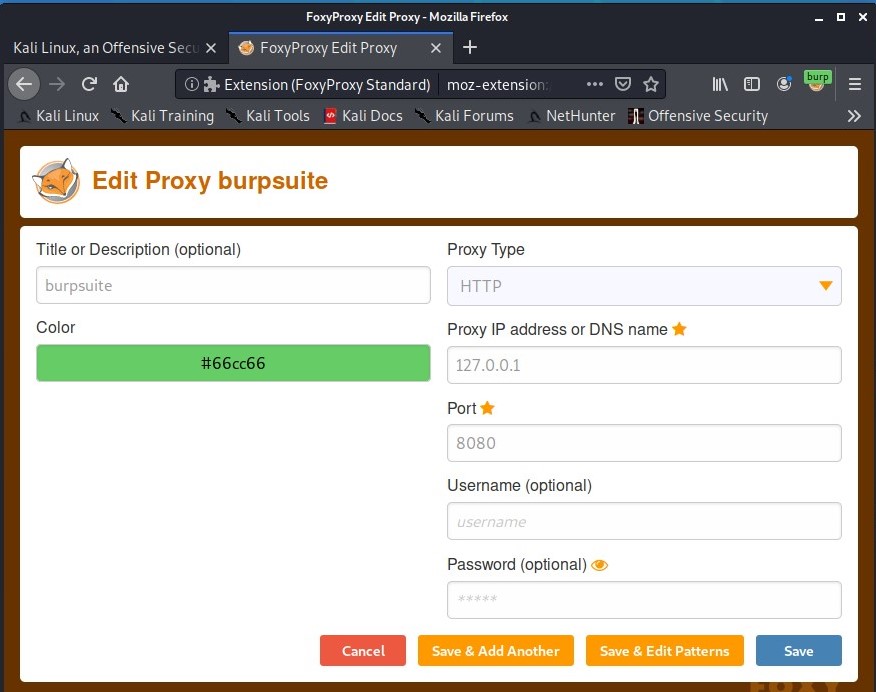 FoxyProxy Edit Proxy - Mozilla Firefox
Kali Linux, an Offensive Secu
FoxyProxy Edit Proxy
Extension (FoxyProxy Standard)
moz-extension:
burp
Kali Linux
Kali Training
Kali Tools
Kali Docs
Kali Forums
NetHunter
Offensive Security
Edit Proxy burpsuite
Title or Description (optional)
burpsuite
Color
#66cc66
Proxy Type
HTTP
Proxy IP address or DNS name
127.0.0.1
Port
8080
Username (optional)
username
Password (optional)
*****
Cancel
Save & Add Another
Save & Edit Patterns
Save